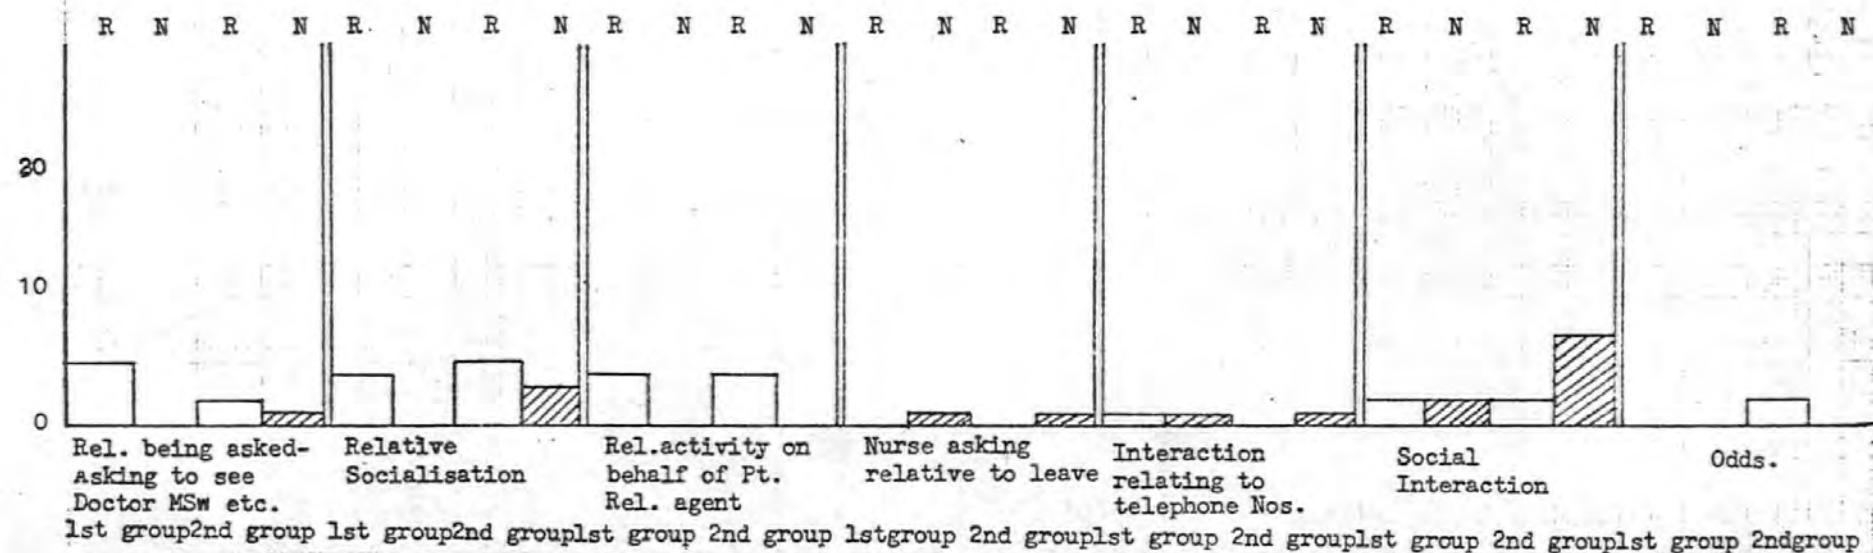 R N R N R N R N R N R N R N R N R N R N R N R N R N R N
20
10
0
Rel. being asked-
Asking to see
Doctor MSw etc.
Relative
Socialisation
Rel.activity on
behalf of Pt.
Rel. agent
Nurse asking
relative to leave
Interaction
relating to
telephone Nos.
Social
Interaction
Odds.
1st group2nd group 1st group2nd group1st group 2nd group 1stgroup 2nd group1st group 2nd group1st group 2nd group1st group 2ndgroup